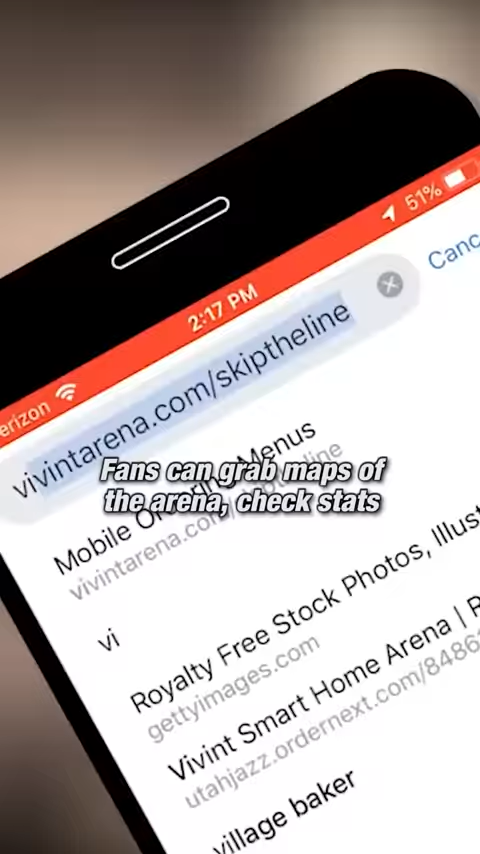 51%
Canc
2:17 PM
erizon
vivintarena.com/skiptheline
Mobile Ordering Menus
vivintarena.com/skiptheline
Fans can grab maps of
the arena, check stats
vi
Royalty Free Stock Photos, Illust
gettyimages.com
Vivint Smart Home Arena | P
utahjazz.ordernext.com/8486
village baker